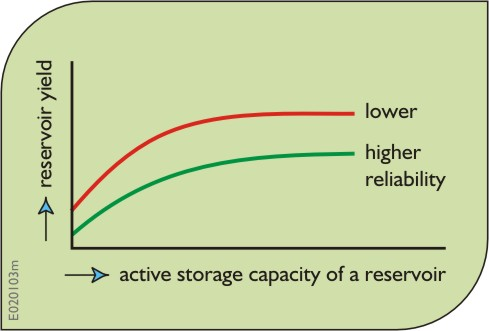 reservoir yield
lower
higher
reliability
active storage capacity of a reservoir
E020103m